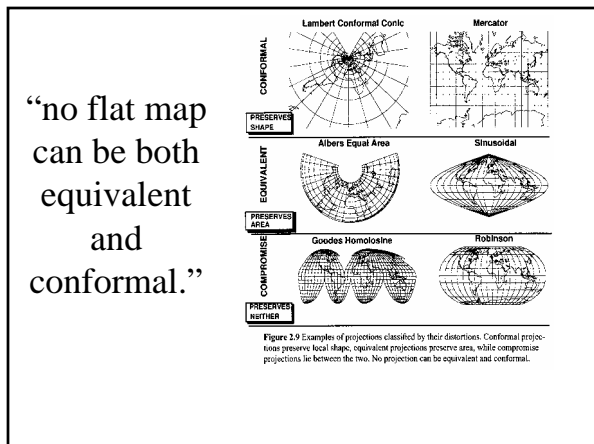 “no flat map
can be both
equivalent
and
conformal.”
Lambert Conformal Conic
Mercator
CONFORMAL
PRESERVES
SHAPE
Albers Equal Area
Sinusoidal
EQUIVALENT
PRESERVES
AREA
Goodes Homolosine
Robinson
COMPROMISE
PRESERVES
NEITHER
Figure 2.9 Examples of projections classified by their distortions. Conformal projec-
tions preserve local shape, equivalent projections preserve area, while compromise
projections lie between the two. No projection can be equivalent and conformal.